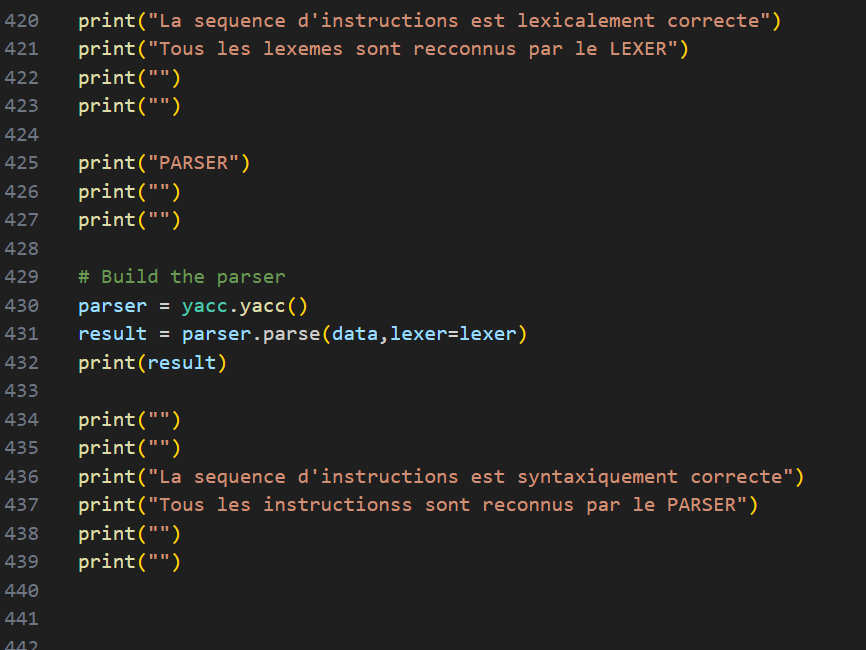 420 print("La sequence d'instructions est lexicalement correcte")
421 print("Tous les lexemes sont recconnus par le LEXER")
422 print("")
423 print("")
424
425 print("PARSER")
426 print("")
427 print("")
428
429 # Build the parser
430 parser = yacc.yacc()
431 result = parser.parse(data,lexer=lexer)
432 print(result)
433
434 print("")
435 print("")
436 print("La sequence d'instructions est syntaxiquement correcte")
437 print("Tous les instructionss sont reconnus par le PARSER")
438 print("")
439 print("")
440
441
442